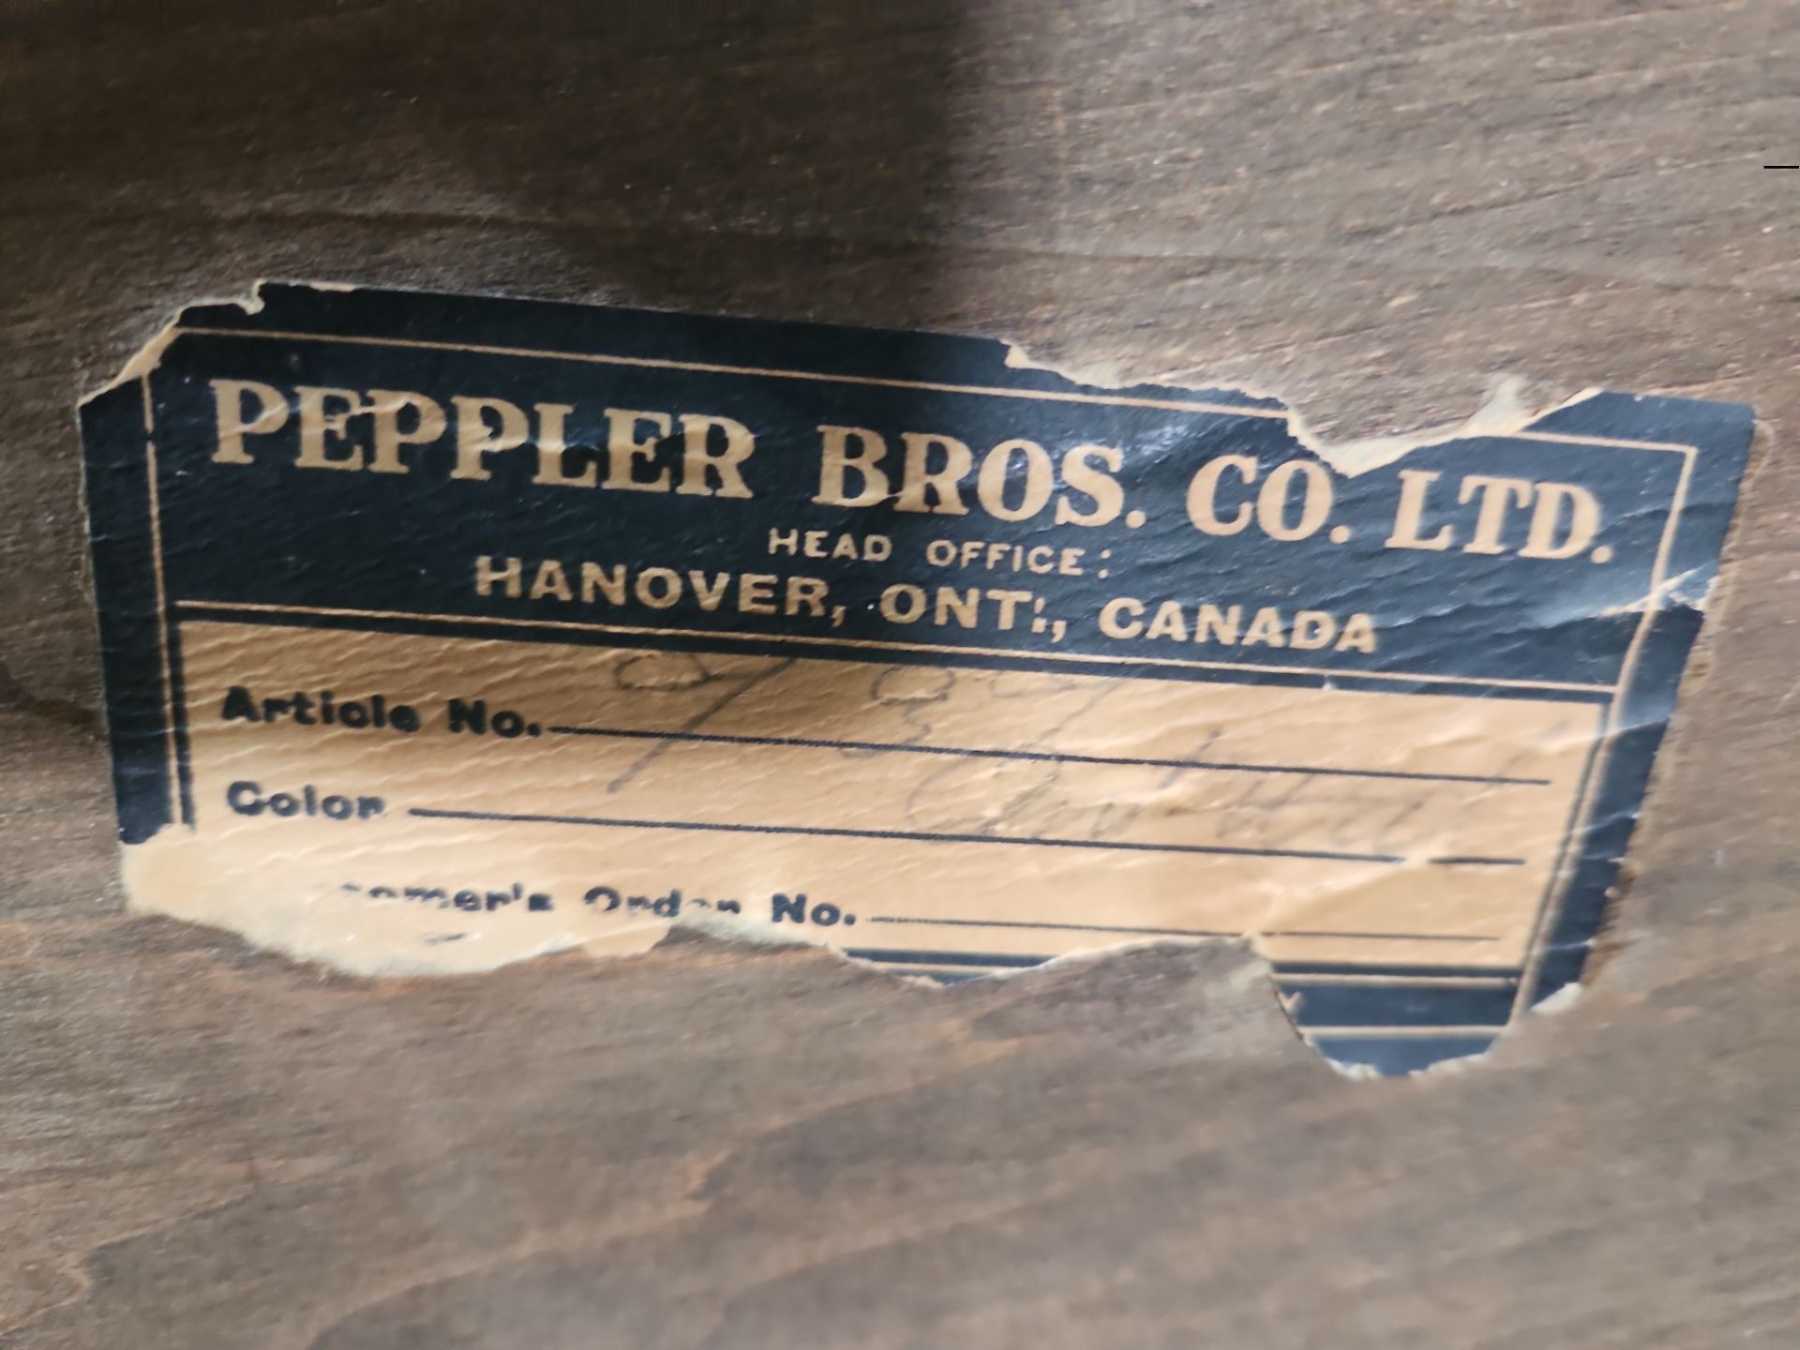 PEPPLER BROS. CO. LTD.
HEAD OFFICE:
HANOVER, ONT., CANADA
Article No.
Color
Order No.